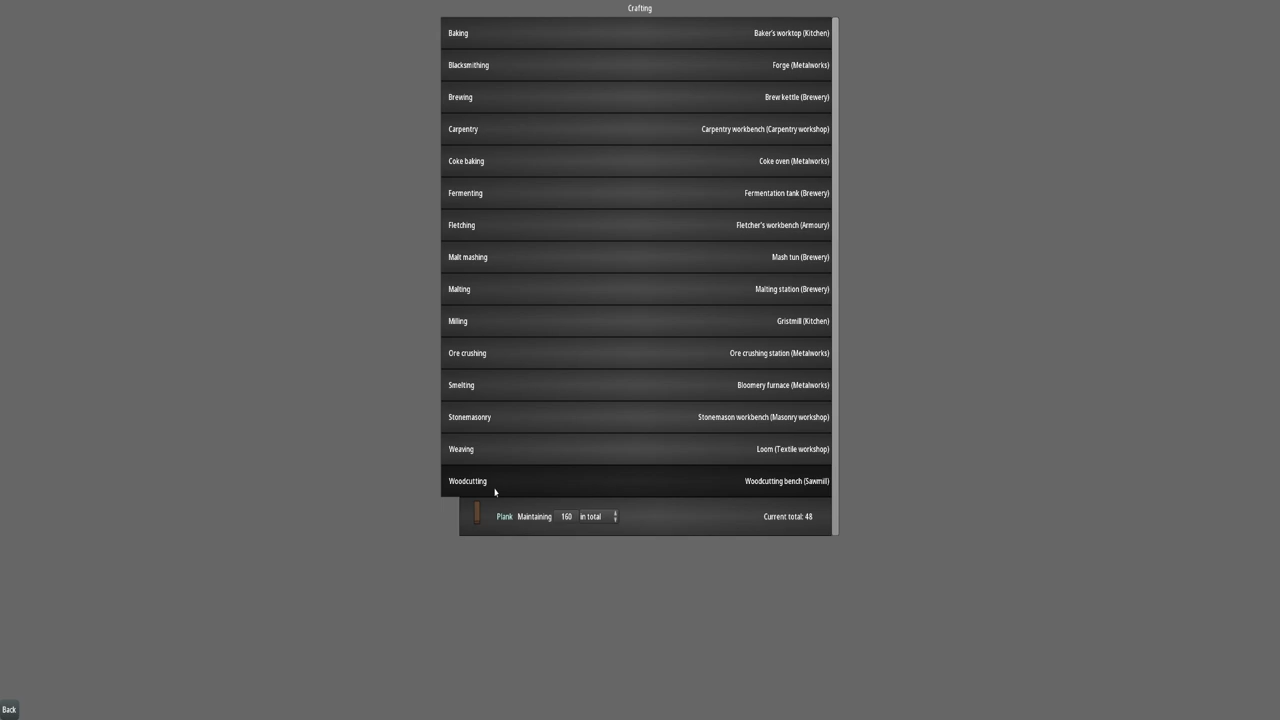 Crafting
Baking Baker's worktop (Kitchen)
Blacksmithing Forge (Metalworks)
Brewing Brew kettle (Brewery)
Carpentry Carpentry workbench (Carpentry workshop)
Coke baking Coke oven (Metalworks)
Fermenting Fermentation tank (Brewery)
Fletching Fletcher's workbench (Armoury)
Malt mashing Mash tun (Brewery)
Malting Malting station (Brewery)
Milling Gristmill (Kitchen)
Ore crushing Ore crushing station (Metalworks)
Smelting Bloomery furnace (Metalworks)
Stonemasonry Stonemason workbench (Masonry workshop)
Weaving Loom (Textile workshop)
Woodcutting Woodcutting bench (Sawmill)
Plank Maintaining 160 in total Current total: 48
Back